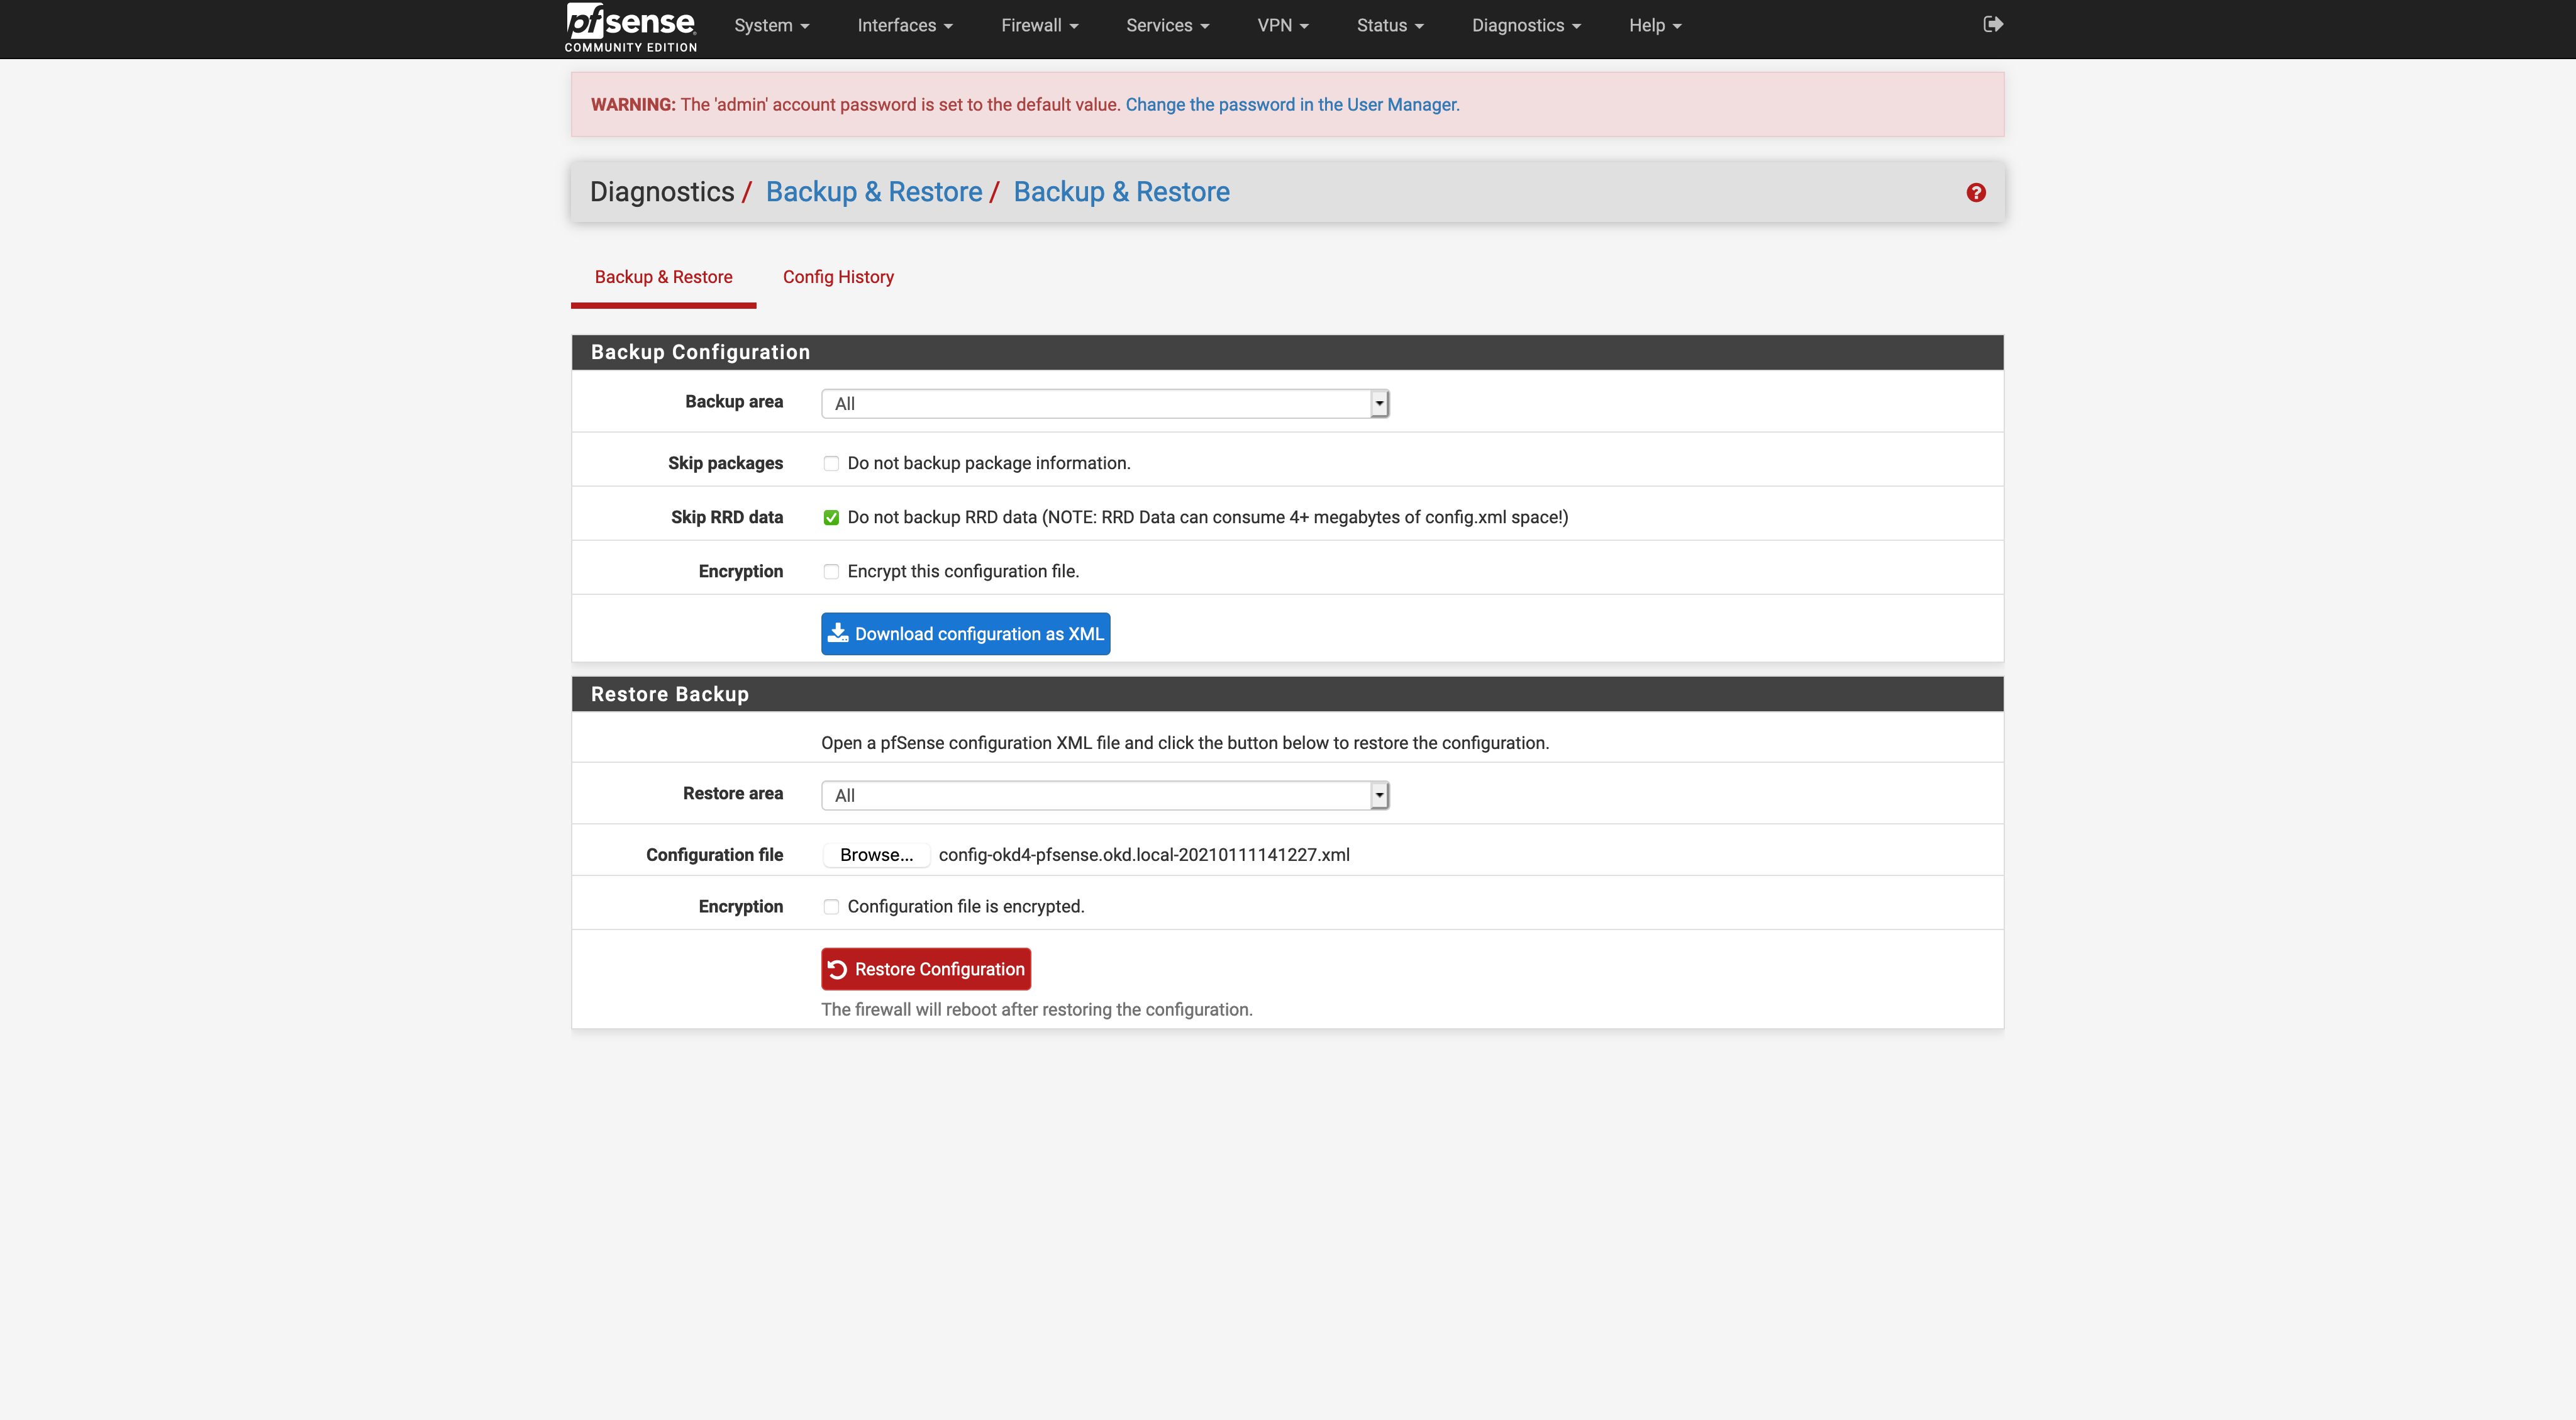 pfsense
COMMUNITY EDITION
System Interfaces Firewall Services VPN Status Diagnostics Help
WARNING: The 'admin' account password is set to the default value. Change the password in the User Manager.
Diagnostics / Backup & Restore / Backup & Restore
Backup & Restore Config History
Backup Configuration
Backup area All
Skip packages Do not backup package information.
Skip RRD data Do not backup RRD data (NOTE: RRD Data can consume 4+ megabytes of config.xml space!)
Encryption Encrypt this configuration file.
Download configuration as XML
Restore Backup
Open a pfSense configuration XML file and click the button below to restore the configuration.
Restore area All
Configuration file Browse... config-okd4-pfsense.okd.local-20210111141227.xml
Encryption Configuration file is encrypted.
Restore Configuration
The firewall will reboot after restoring the configuration.